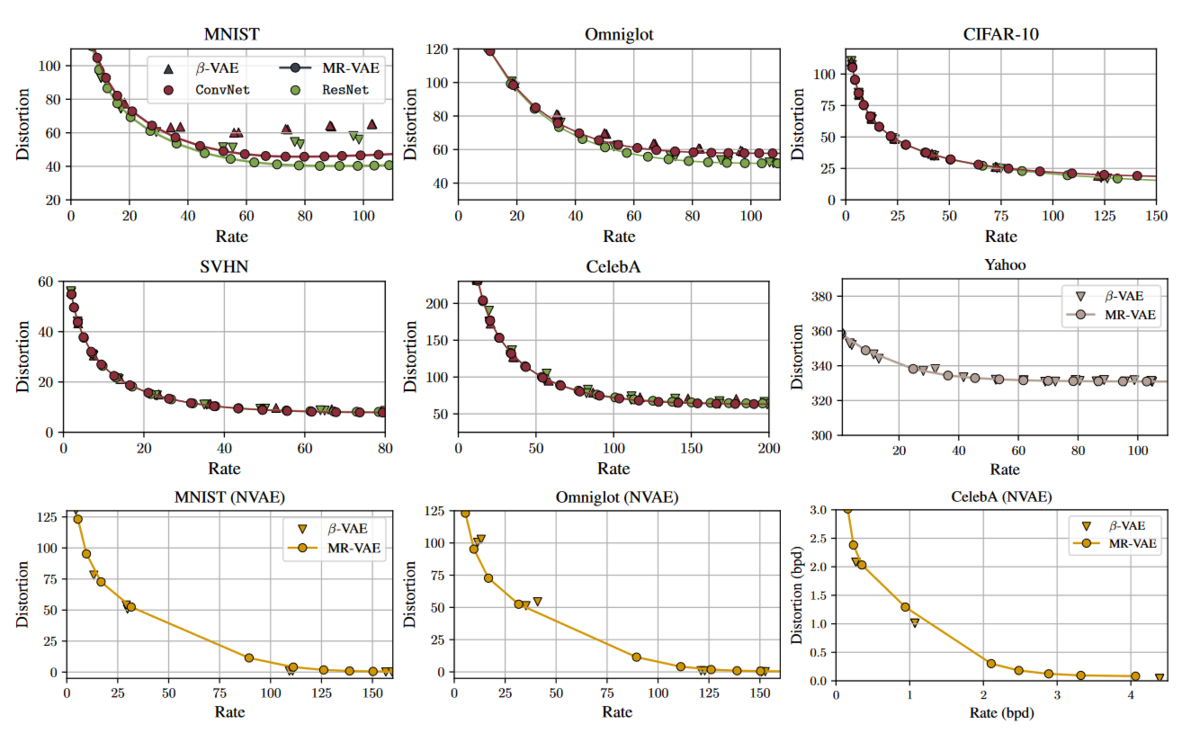 MNIST
Distortion
100
80
60
40
20
0 20 40 60 80 100
Rate
β-VAE
MR-VAE
ConvNet
ResNet
Omniglot
Distortion
120
100
80
60
40
0 20 40 60 80 100
Rate
CIFAR-10
Distortion
100
75
50
25
0
0 25 50 75 100 125 150
Rate
SVHN
Distortion
60
40
20
0
0 20 40 60 80
Rate
CelebA
Distortion
200
150
100
50
0 50 100 150 200
Rate
Yahoo
Distortion
380
360
340
320
300
20 40 60 80 100
Rate
β-VAE
MR-VAE
MNIST (NVAE)
Distortion
125
100
75
50
25
0
0 25 50 75 100 125 150
Rate
β-VAE
MR-VAE
Omniglot (NVAE)
Distortion
125
100
75
50
25
0
0 25 50 75 100 125 150
Rate
CelebA (NVAE)
Distortion (bpd)
3.0
2.5
2.0
1.5
1.0
0.5
0.0
0 1 2 3 4
Rate (bpd)
β-VAE
MR-VAE